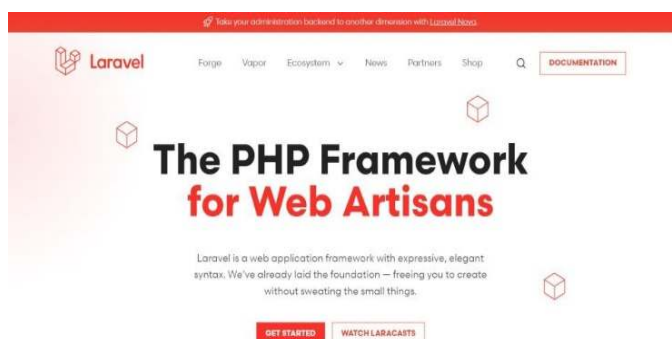 Take your administration backend to another dimension with Laravel Nova.
Laravel
Forge Vapor Ecosystem News Partners Shop DOCUMENTATION
The PHP Framework
for Web Artisans
Laravel is a web application framework with expressive, elegant
syntax. We've already laid the foundation — freeing you to create
without sweating the small things.
GET STARTED WATCH LARACASTS